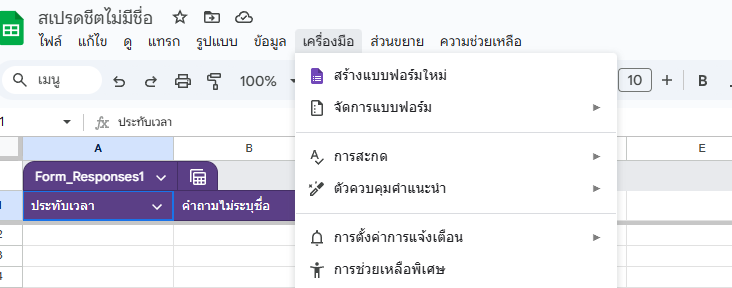 สเปรดชีตไม่มีชื่อ
ไฟล์ แก้ไข ดู แทรก รูปแบบ ข้อมูล เครื่องมือ ส่วนขยาย ความช่วยเหลือ
เมนู 100% 10 B
สร้างแบบฟอร์มใหม่
จัดการแบบฟอร์ม
1 fx ประทับเวลา
A B E
การสะกด
Form_Responses1
ตัวควบคุมคำแนะนำ
1 ประทับเวลา คำถามไม่ระบุชื่อ
2
การตั้งค่าการแจ้งเตือน
3
การช่วยเหลือพิเศษ
4